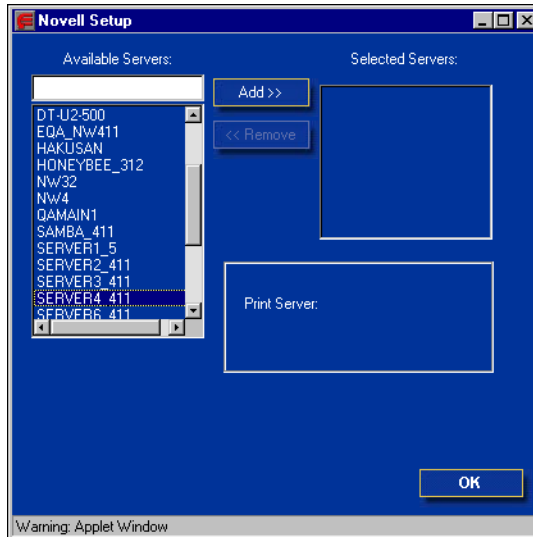 Novell Setup
Available Servers:
Selected Servers:
Add >>
<< Remove
DT-U2-500
EQA_NW411
HAKUSAN
HONEYBEE_312
NW32
NW4
QAMAIN1
SAMBA_411
SERVER1_5
SERVER2_411
SERVER3_411
SERVER4_411
SERVER6_411
Print Server:
OK
Warning: Applet Window